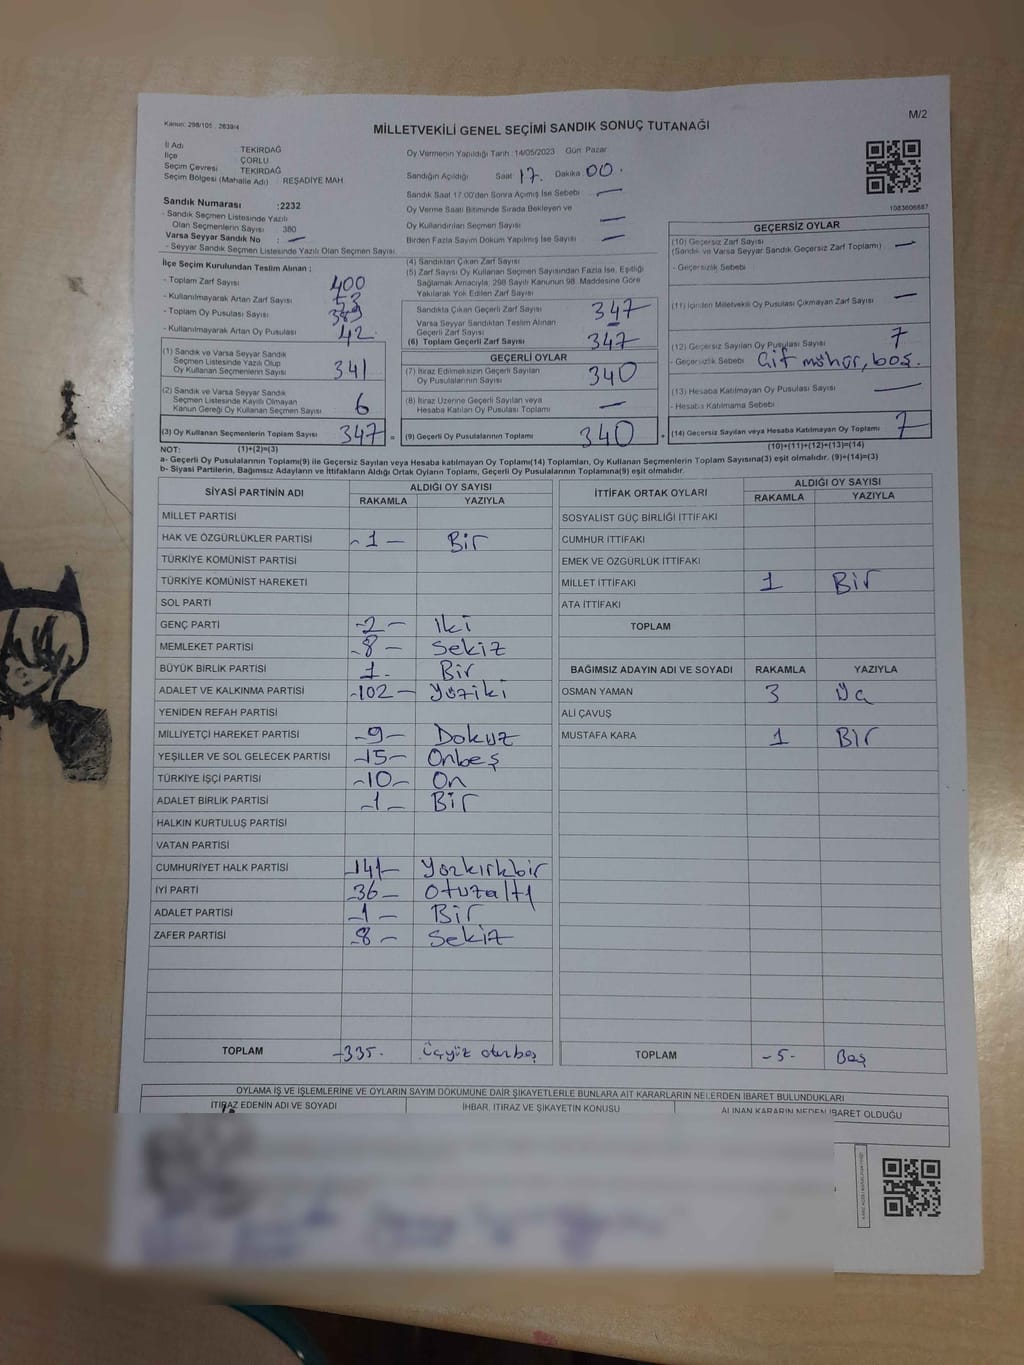 Kanun: 298/105 , 2839/4
M/2
MİLLETVEKİLİ GENEL SEÇİMİ SANDIK SONUÇ TUTANAĞI
İl Adı TEKİRDAĞ
İlçe ÇORLU
Seçim Çevresi TEKİRDAĞ
Seçim Bölgesi (Mahalle Adı) : REŞADİYE MAH
Oy Vermenin Yapıldığı Tarih : 14/05/2023 Gün Pazar
Sandığın Açıldığı Saat 17. Dakika 00.
Sandık Saat 17:00'den Sonra Açılmış İse Sebebi : —
Oy Verme Saati Bitiminde Sırada Bekleyen ve
Oy Kullandırılan Seçmen Sayısı —
Birden Fazla Sayım Döküm Yapılmış İse Sayısı —
1083606687
Sandık Numarası :2232
- Sandık Seçmen Listesinde Yazılı
Olan Seçmenlerin Sayısı : 380
Varsa Seyyar Sandık No : —
- Seyyar Sandık Seçmen Listesinde Yazılı Olan Seçmen Sayısı
İlçe Seçim Kurulundan Teslim Alınan :
- Toplam Zarf Sayısı 400
- Kullanılmayarak Artan Zarf Sayısı 53
- Toplam Oy Pusulası Sayısı 389
- Kullanılmayarak Artan Oy Pusulası 42
(1) Sandık ve Varsa Seyyar Sandık
Seçmen Listesinde Yazılı Olup
Oy Kullanan Seçmenlerin Sayısı 341
(2) Sandık ve Varsa Seyyar Sandık
Seçmen Listesinde Kayıtlı Olmayan
Kanun Gereği Oy Kullanan Seçmen Sayısı 6
(3) Oy Kullanan Seçmenlerin Toplam Sayısı 347 =
(4) Sandıktan Çıkan Zarf Sayısı
(5) Zarf Sayısı Oy Kullanan Seçmen Sayısından Fazla İse, Eşitliği
Sağlamak Amacıyla; 298 Sayılı Kanunun 98. Maddesine Göre
Yakılarak Yok Edilen Zarf Sayısı
Sandıkta Çıkan Geçerli Zarf Sayısı 347
Varsa Seyyar Sandıktan Teslim Alınan
Geçerli Zarf Sayısı —
(6) Toplam Geçerli Zarf Sayısı 347
GEÇERLİ OYLAR
(7) İtiraz Edilmeksizin Geçerli Sayılan
Oy Pusulalarının Sayısı 340
(8) İtiraz Üzerine Geçerli Sayılan veya
Hesaba Katılan Oy Pusulası Toplamı —
(9) Geçerli Oy Pusulalarının Toplamı 340 +
GEÇERSİZ OYLAR
(10) Geçersiz Zarf Sayısı
(Sandık ve Varsa Seyyar Sandık Geçersiz Zarf Toplamı) —
- Geçersizlik Sebebi :
(11) İçinden Milletvekili Oy Pusulası Çıkmayan Zarf Sayısı —
(12) Geçersiz Sayılan Oy Pusulası Sayısı 7
- Geçersizlik Sebebi Çift mühür, boş.
(13) Hesaba Katılmayan Oy Pusulası Sayısı —
- Hesaba Katılmama Sebebi
(14) Geçersiz Sayılan veya Hesaba Katılmayan Oy Toplamı 7
NOT: (1)+(2)=(3) (10)+(11)+(12)+(13)=(14)
a- Geçerli Oy Pusulalarının Toplamı(9) ile Geçersiz Sayılan veya Hesaba katılmayan Oy Toplamı(14) Toplamları, Oy Kullanan Seçmenlerin Toplam Sayısına(3) eşit olmalıdır. (9)+(14)=(3)
b- Siyasi Partilerin, Bağımsız Adayların ve İttifakların Aldığı Ortak Oyların Toplamı, Geçerli Oy Pusulalarının Toplamına(9) eşit olmalıdır.
SİYASİ PARTİNİN ADI ALDIĞI OY SAYISI
RAKAMLA YAZIYLA
MİLLET PARTİSİ
HAK VE ÖZGÜRLÜKLER PARTİSİ -1- Bir
TÜRKİYE KOMÜNİST PARTİSİ
TÜRKİYE KOMÜNİST HAREKETİ
SOL PARTİ
GENÇ PARTİ -2- İki
MEMLEKET PARTİSİ -8- Sekiz
BÜYÜK BİRLİK PARTİSİ 1- Bir
ADALET VE KALKINMA PARTİSİ -102- Yüziki
YENİDEN REFAH PARTİSİ
MİLLİYETÇİ HAREKET PARTİSİ -9- Dokuz
YEŞİLLER VE SOL GELECEK PARTİSİ -15- Onbeş
TÜRKİYE İŞÇİ PARTİSİ -10- On
ADALET BİRLİK PARTİSİ -1- Bir
HALKIN KURTULUŞ PARTİSİ
VATAN PARTİSİ
CUMHURİYET HALK PARTİSİ -141- Yüzkırkbir
İYİ PARTİ -36- Otuzaltı
ADALET PARTİSİ -1- Bir
ZAFER PARTİSİ -8- Sekiz
TOPLAM -335- Üçyüz otuzbeş
İTTİFAK ORTAK OYLARI ALDIĞI OY SAYISI
RAKAMLA YAZIYLA
SOSYALİST GÜÇ BİRLİĞİ İTTİFAKI
CUMHUR İTTİFAKI
EMEK VE ÖZGÜRLÜK İTTİFAKI
MİLLET İTTİFAKI 1 Bir
ATA İTTİFAKI
TOPLAM
BAĞIMSIZ ADAYIN ADI VE SOYADI RAKAMLA YAZIYLA
OSMAN YAMAN 3 Üç
ALİ ÇAVUŞ
MUSTAFA KARA 1 Bir
TOPLAM -5- Beş
OYLAMA İŞ VE İŞLEMLERİNE VE OYLARIN SAYIM DÖKÜMÜNE DAİR ŞİKAYETLERLE BUNLARA AİT KARARLARIN NELERDEN İBARET BULUNDUKLARI
İTİRAZ EDENİN ADI VE SOYADI İHBAR, İTİRAZ VE ŞİKAYETİN KONUSU ALINAN KARARIN NEDEN İBARET OLDUĞU